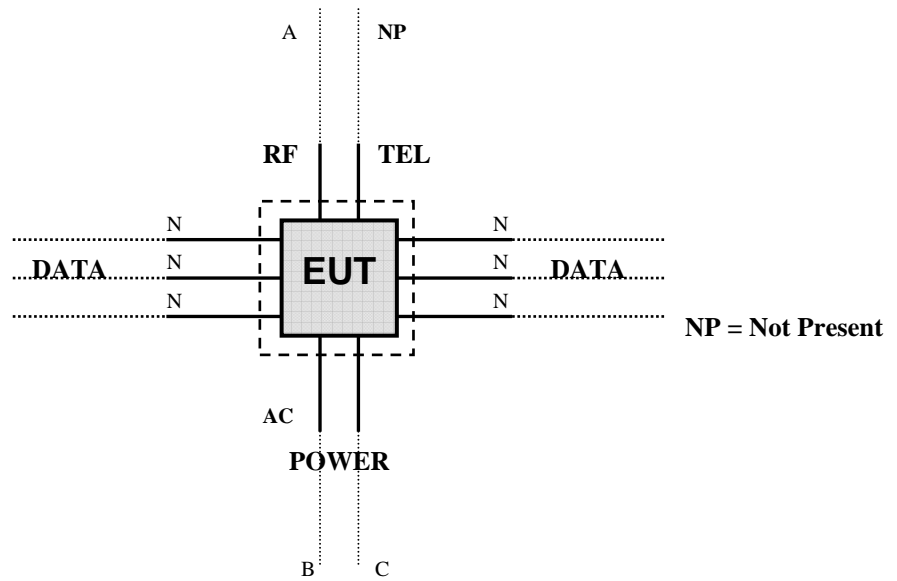 A NP
RF TEL
N N
DATA N EUT N DATA
N N
NP = Not Present
AC
POWER
B C